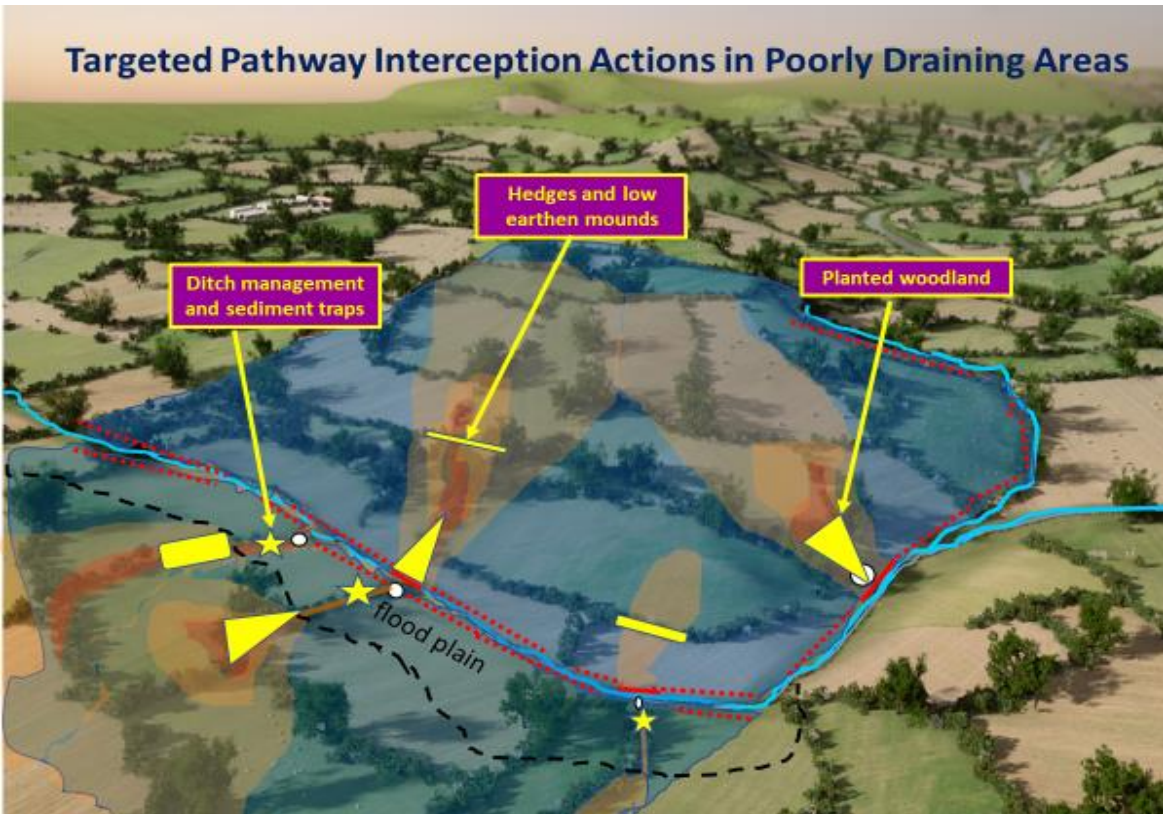 Targeted Pathway Interception Actions in Poorly Draining Areas
Hedges and low
earthen mounds
Ditch management
and sediment traps
Planted woodland
flood plain